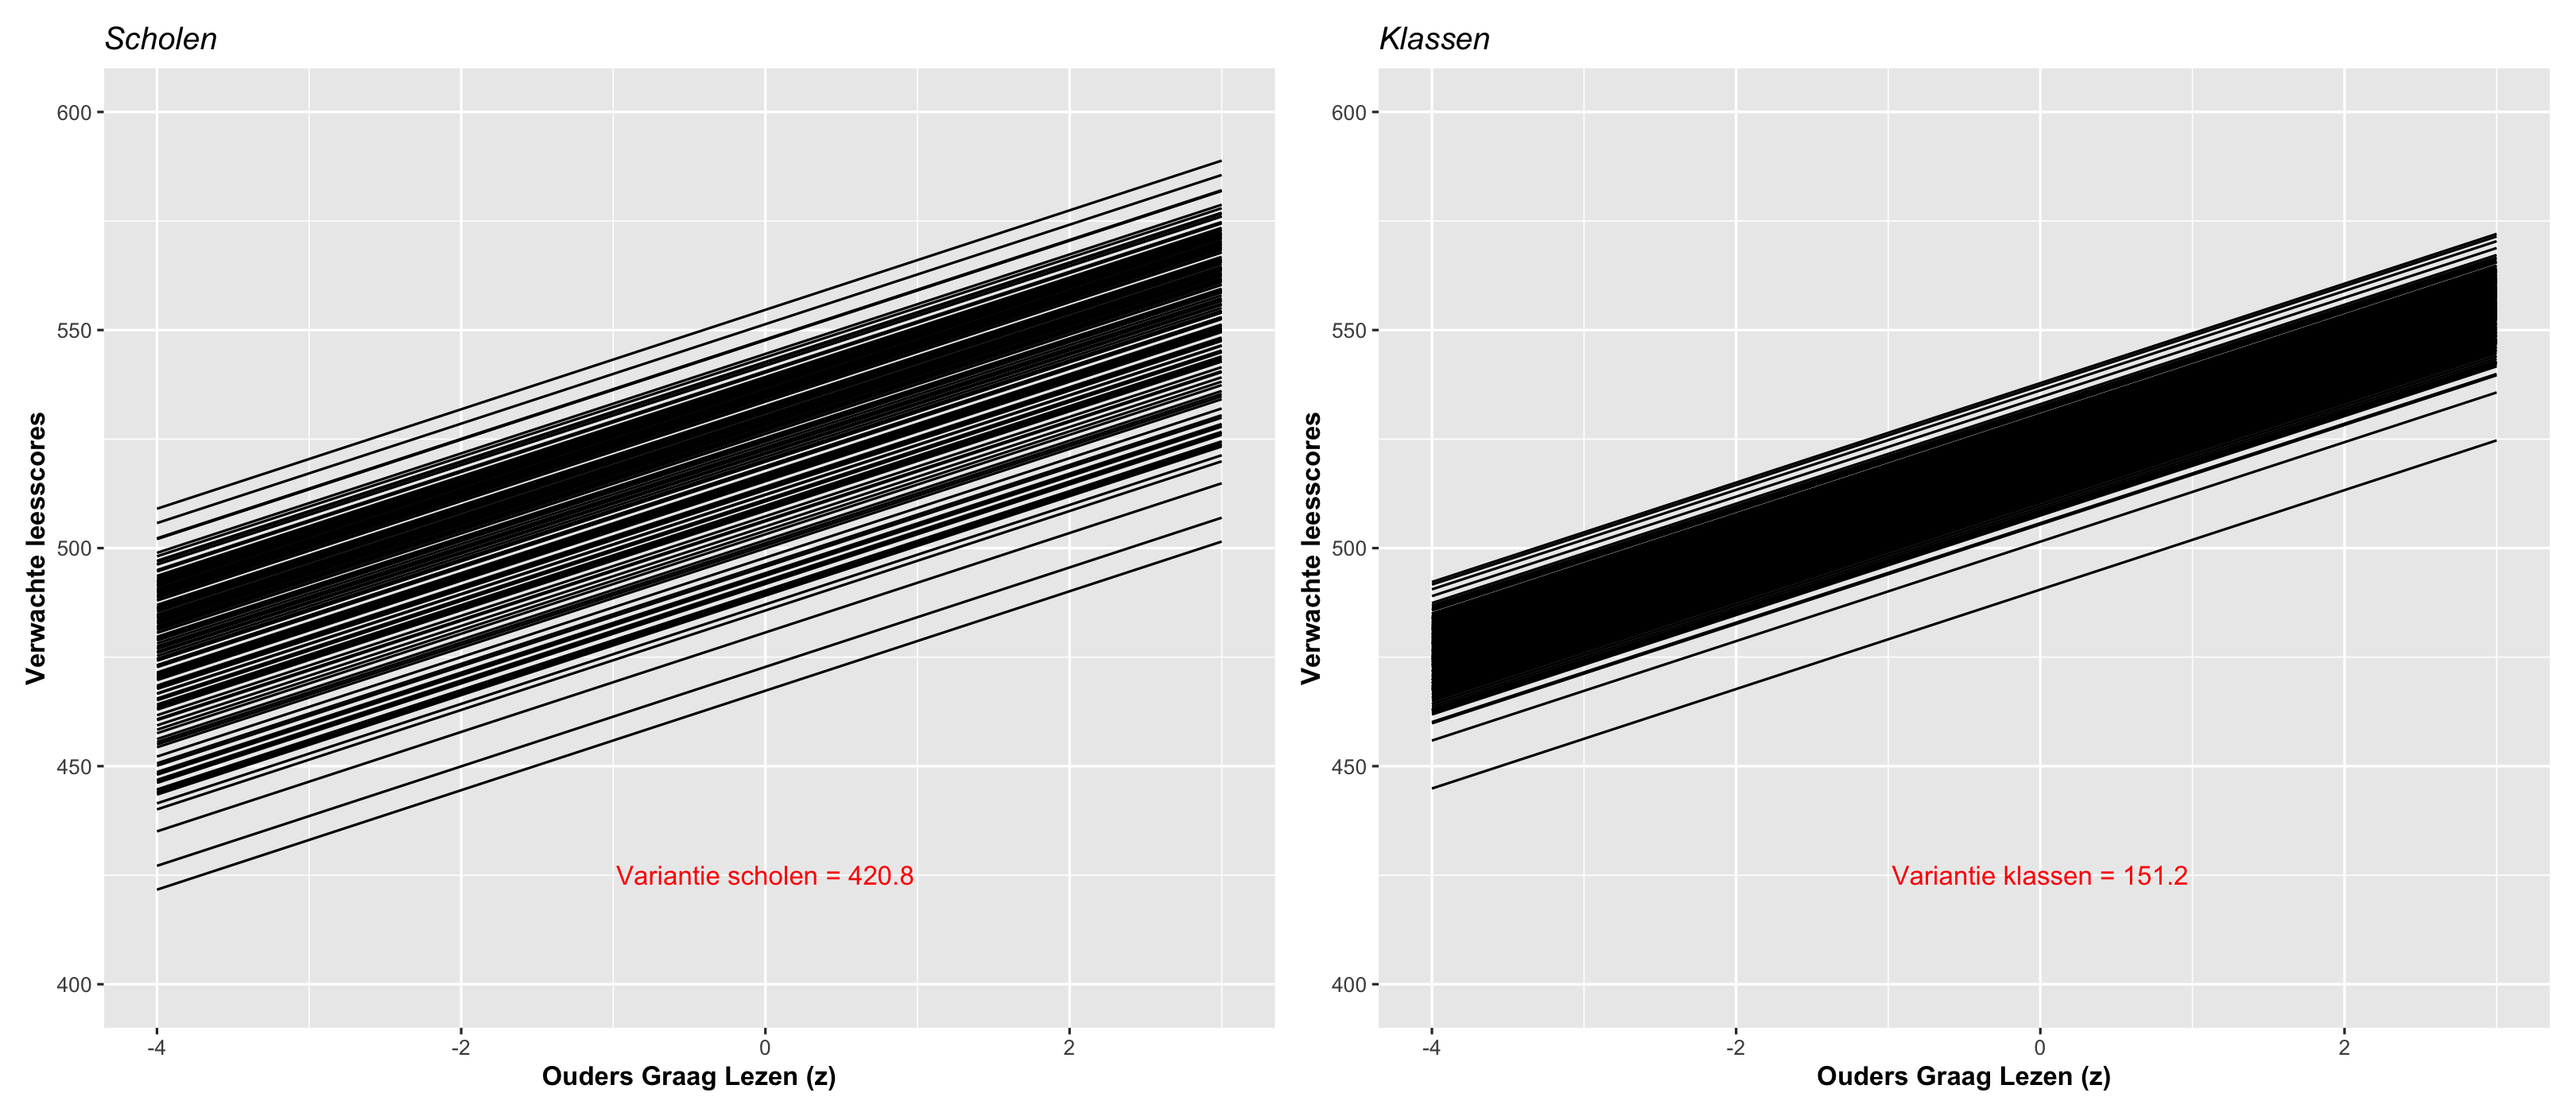 Scholen
600
550
500
450
400
-4
-2
0
2
Verwachte leesscores
Ouders Graag Lezen (z)
Variantie scholen = 420.8
Klassen
600
550
500
450
400
-4
-2
0
2
Verwachte leesscores
Ouders Graag Lezen (z)
Variantie klassen = 151.2